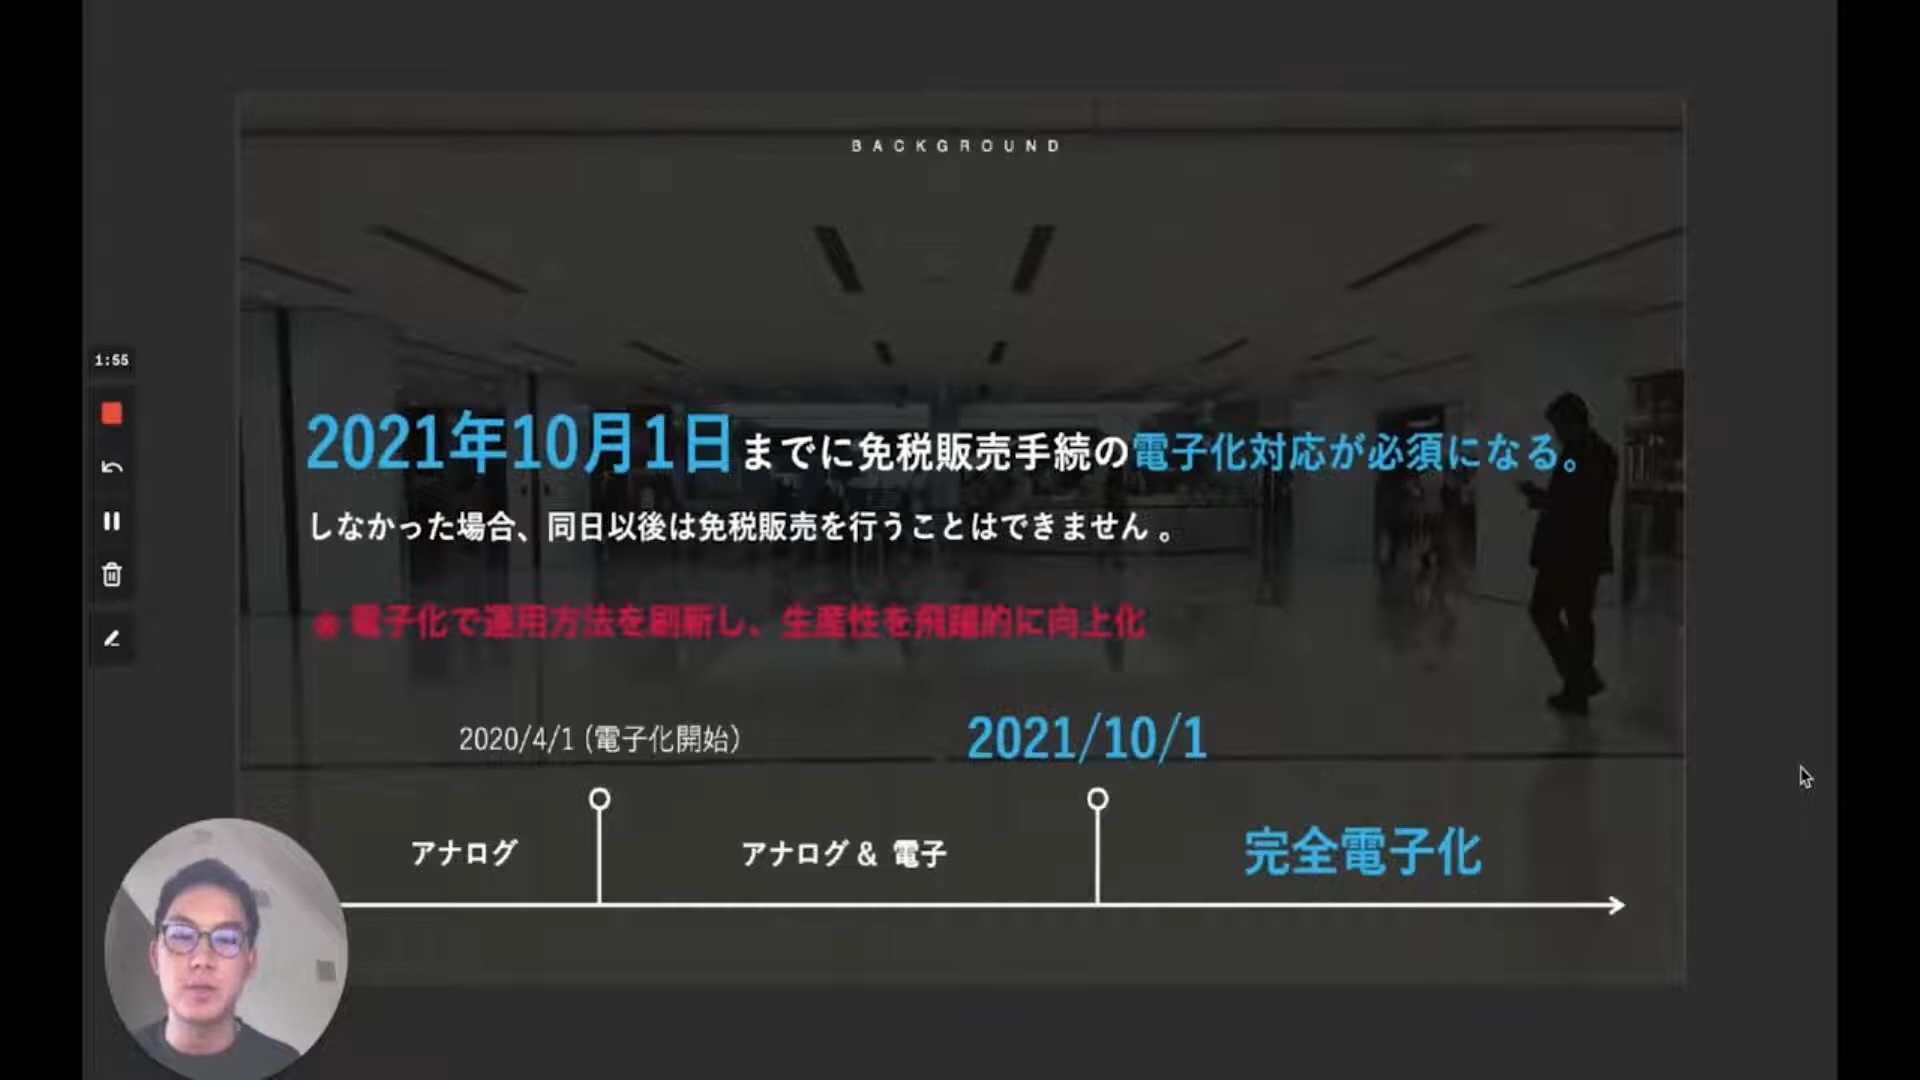 BACKGROUND
1:55
2021年10月1日までに免税販売手続の電子化対応が必須になる。
しなかった場合、同日以後は免税販売を行うことはできません。
※電子化で運用方法を刷新し、生産性を飛躍的に向上化
2020/4/1 (電子化開始)
2021/10/1
アナログ
アナログ & 電子
完全電子化